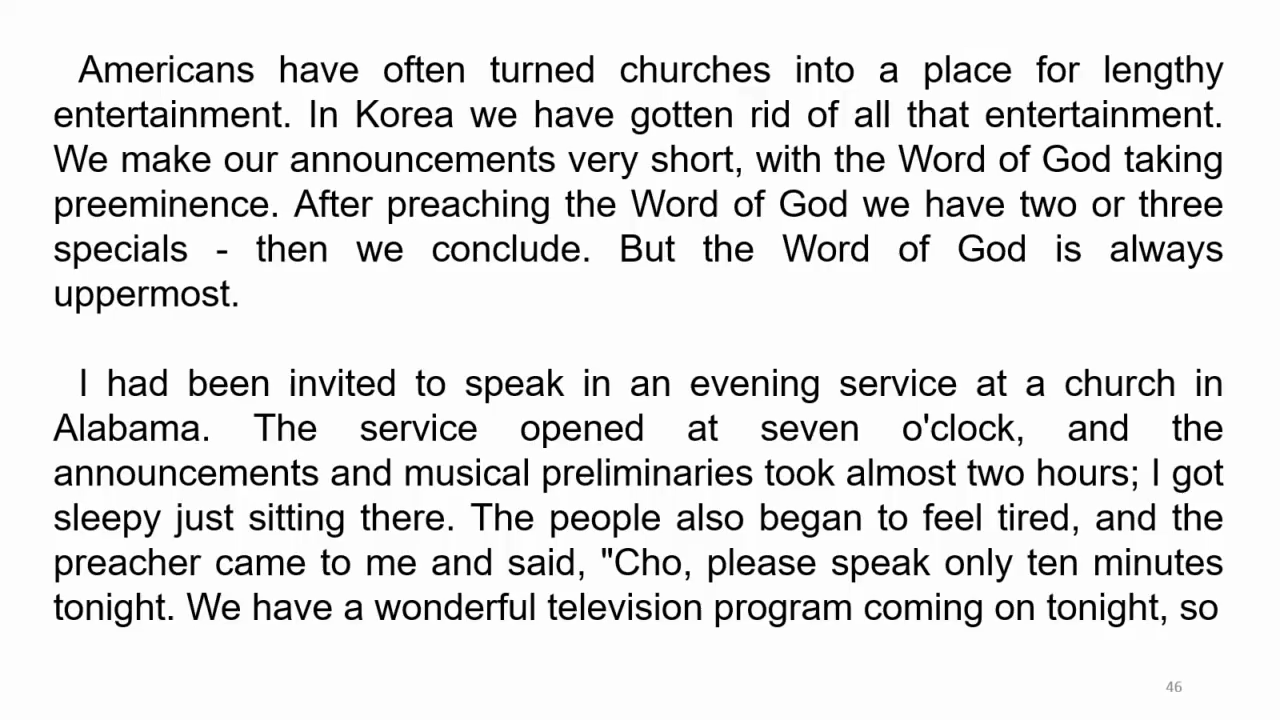 Americans have often turned churches into a place for lengthy
entertainment. In Korea we have gotten rid of all that entertainment.
We make our announcements very short, with the Word of God taking
preeminence. After preaching the Word of God we have two or three
specials - then we conclude. But the Word of God is always
uppermost.
I had been invited to speak in an evening service at a church in
Alabama. The service opened at seven o'clock, and the
announcements and musical preliminaries took almost two hours; I got
sleepy just sitting there. The people also began to feel tired, and the
preacher came to me and said, "Cho, please speak only ten minutes
tonight. We have a wonderful television program coming on tonight, so
46